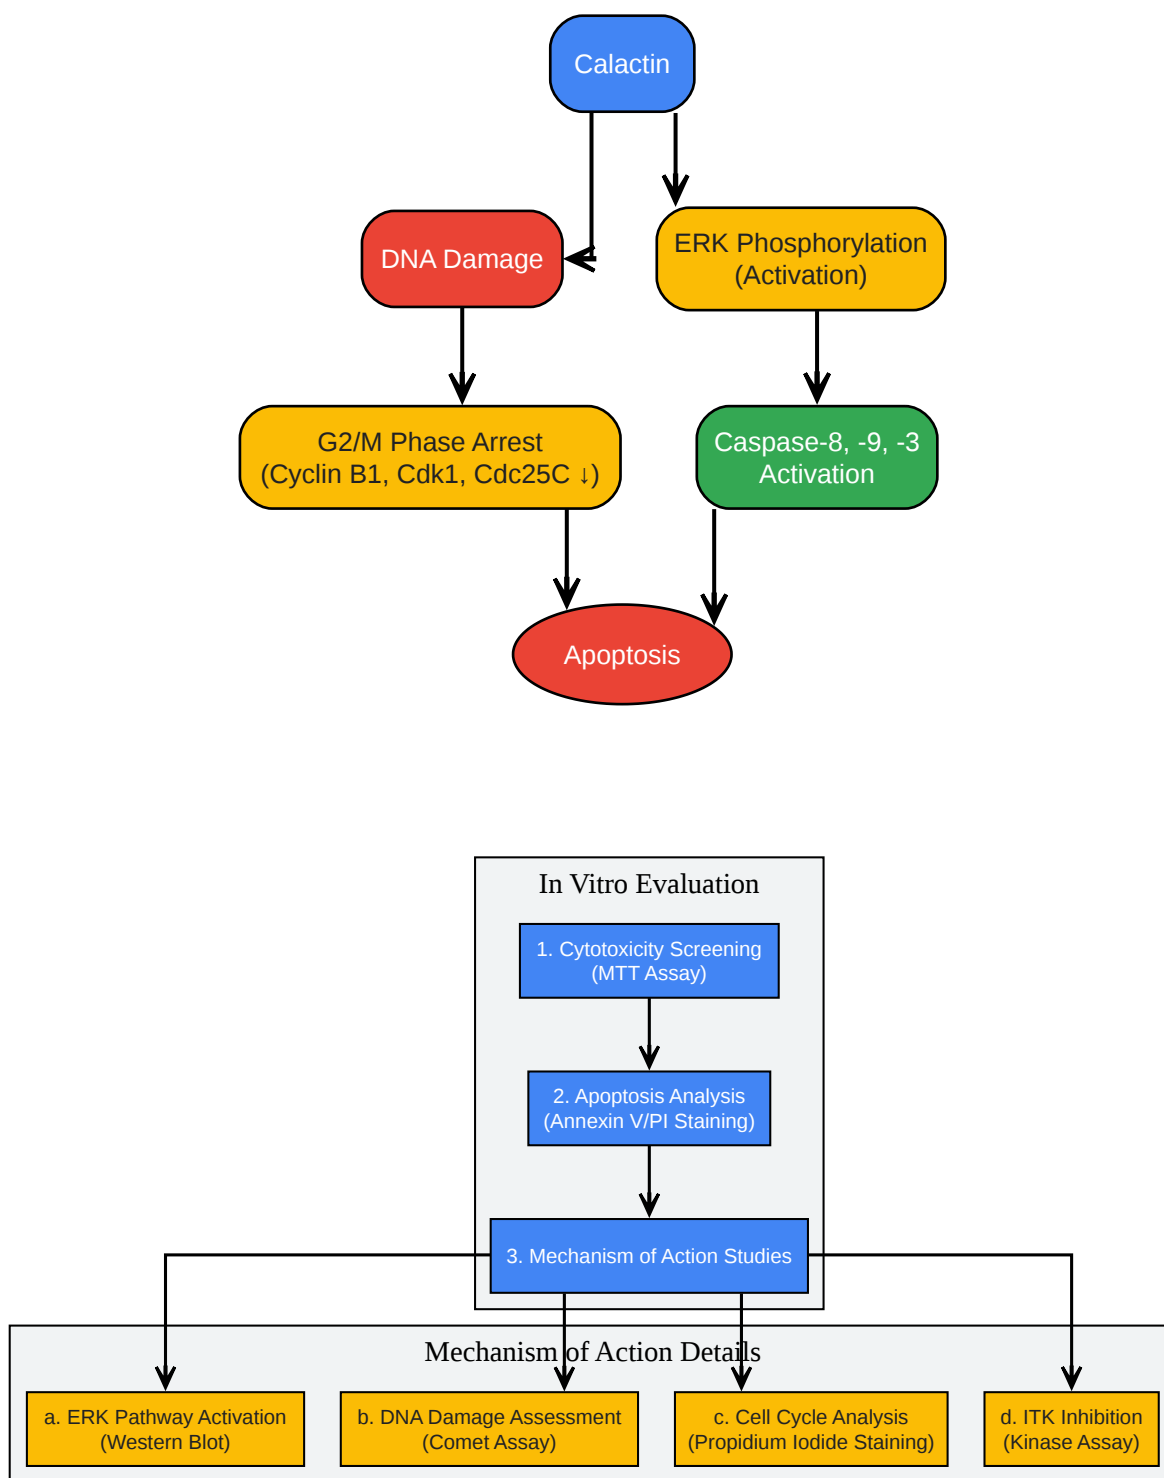 Calactin
DNA Damage
ERK Phosphorylation
(Activation)
G2/M Phase Arrest
(Cyclin B1, Cdk1, Cdc25C ↓)
Caspase-8, -9, -3
Activation
Apoptosis
In Vitro Evaluation
1. Cytotoxicity Screening
(MTT Assay)
2. Apoptosis Analysis
(Annexin V/PI Staining)
3. Mechanism of Action Studies
Mechanism of Action Details
a. ERK Pathway Activation
(Western Blot)
b. DNA Damage Assessment
(Comet Assay)
c. Cell Cycle Analysis
(Propidium Iodide Staining)
d. ITK Inhibition
(Kinase Assay)